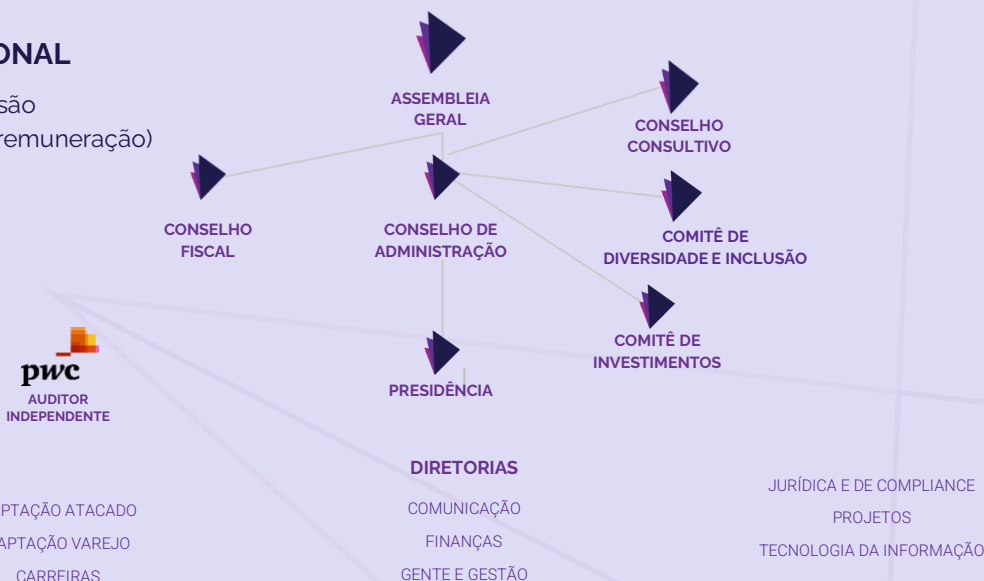 ONAL
são
remuneração)
ASSEMBLEIA
GERAL
CONSELHO
CONSULTIVO
CONSELHO
FISCAL
CONSELHO DE
ADMINISTRAÇÃO
COMITÊ DE
DIVERSIDADE E INCLUSÃO
COMITÊ DE
INVESTIMENTOS
pwc
AUDITOR
INDEPENDENTE
PRESIDÊNCIA
DIRETORIAS
PTAÇÃO ATACADO
APTAÇÃO VAREJO
CARREIRAS
COMUNICAÇÃO
FINANÇAS
GENTE E GESTÃO
JURÍDICA E DE COMPLIANCE
PROJETOS
TECNOLOGIA DA INFORMAÇÃO